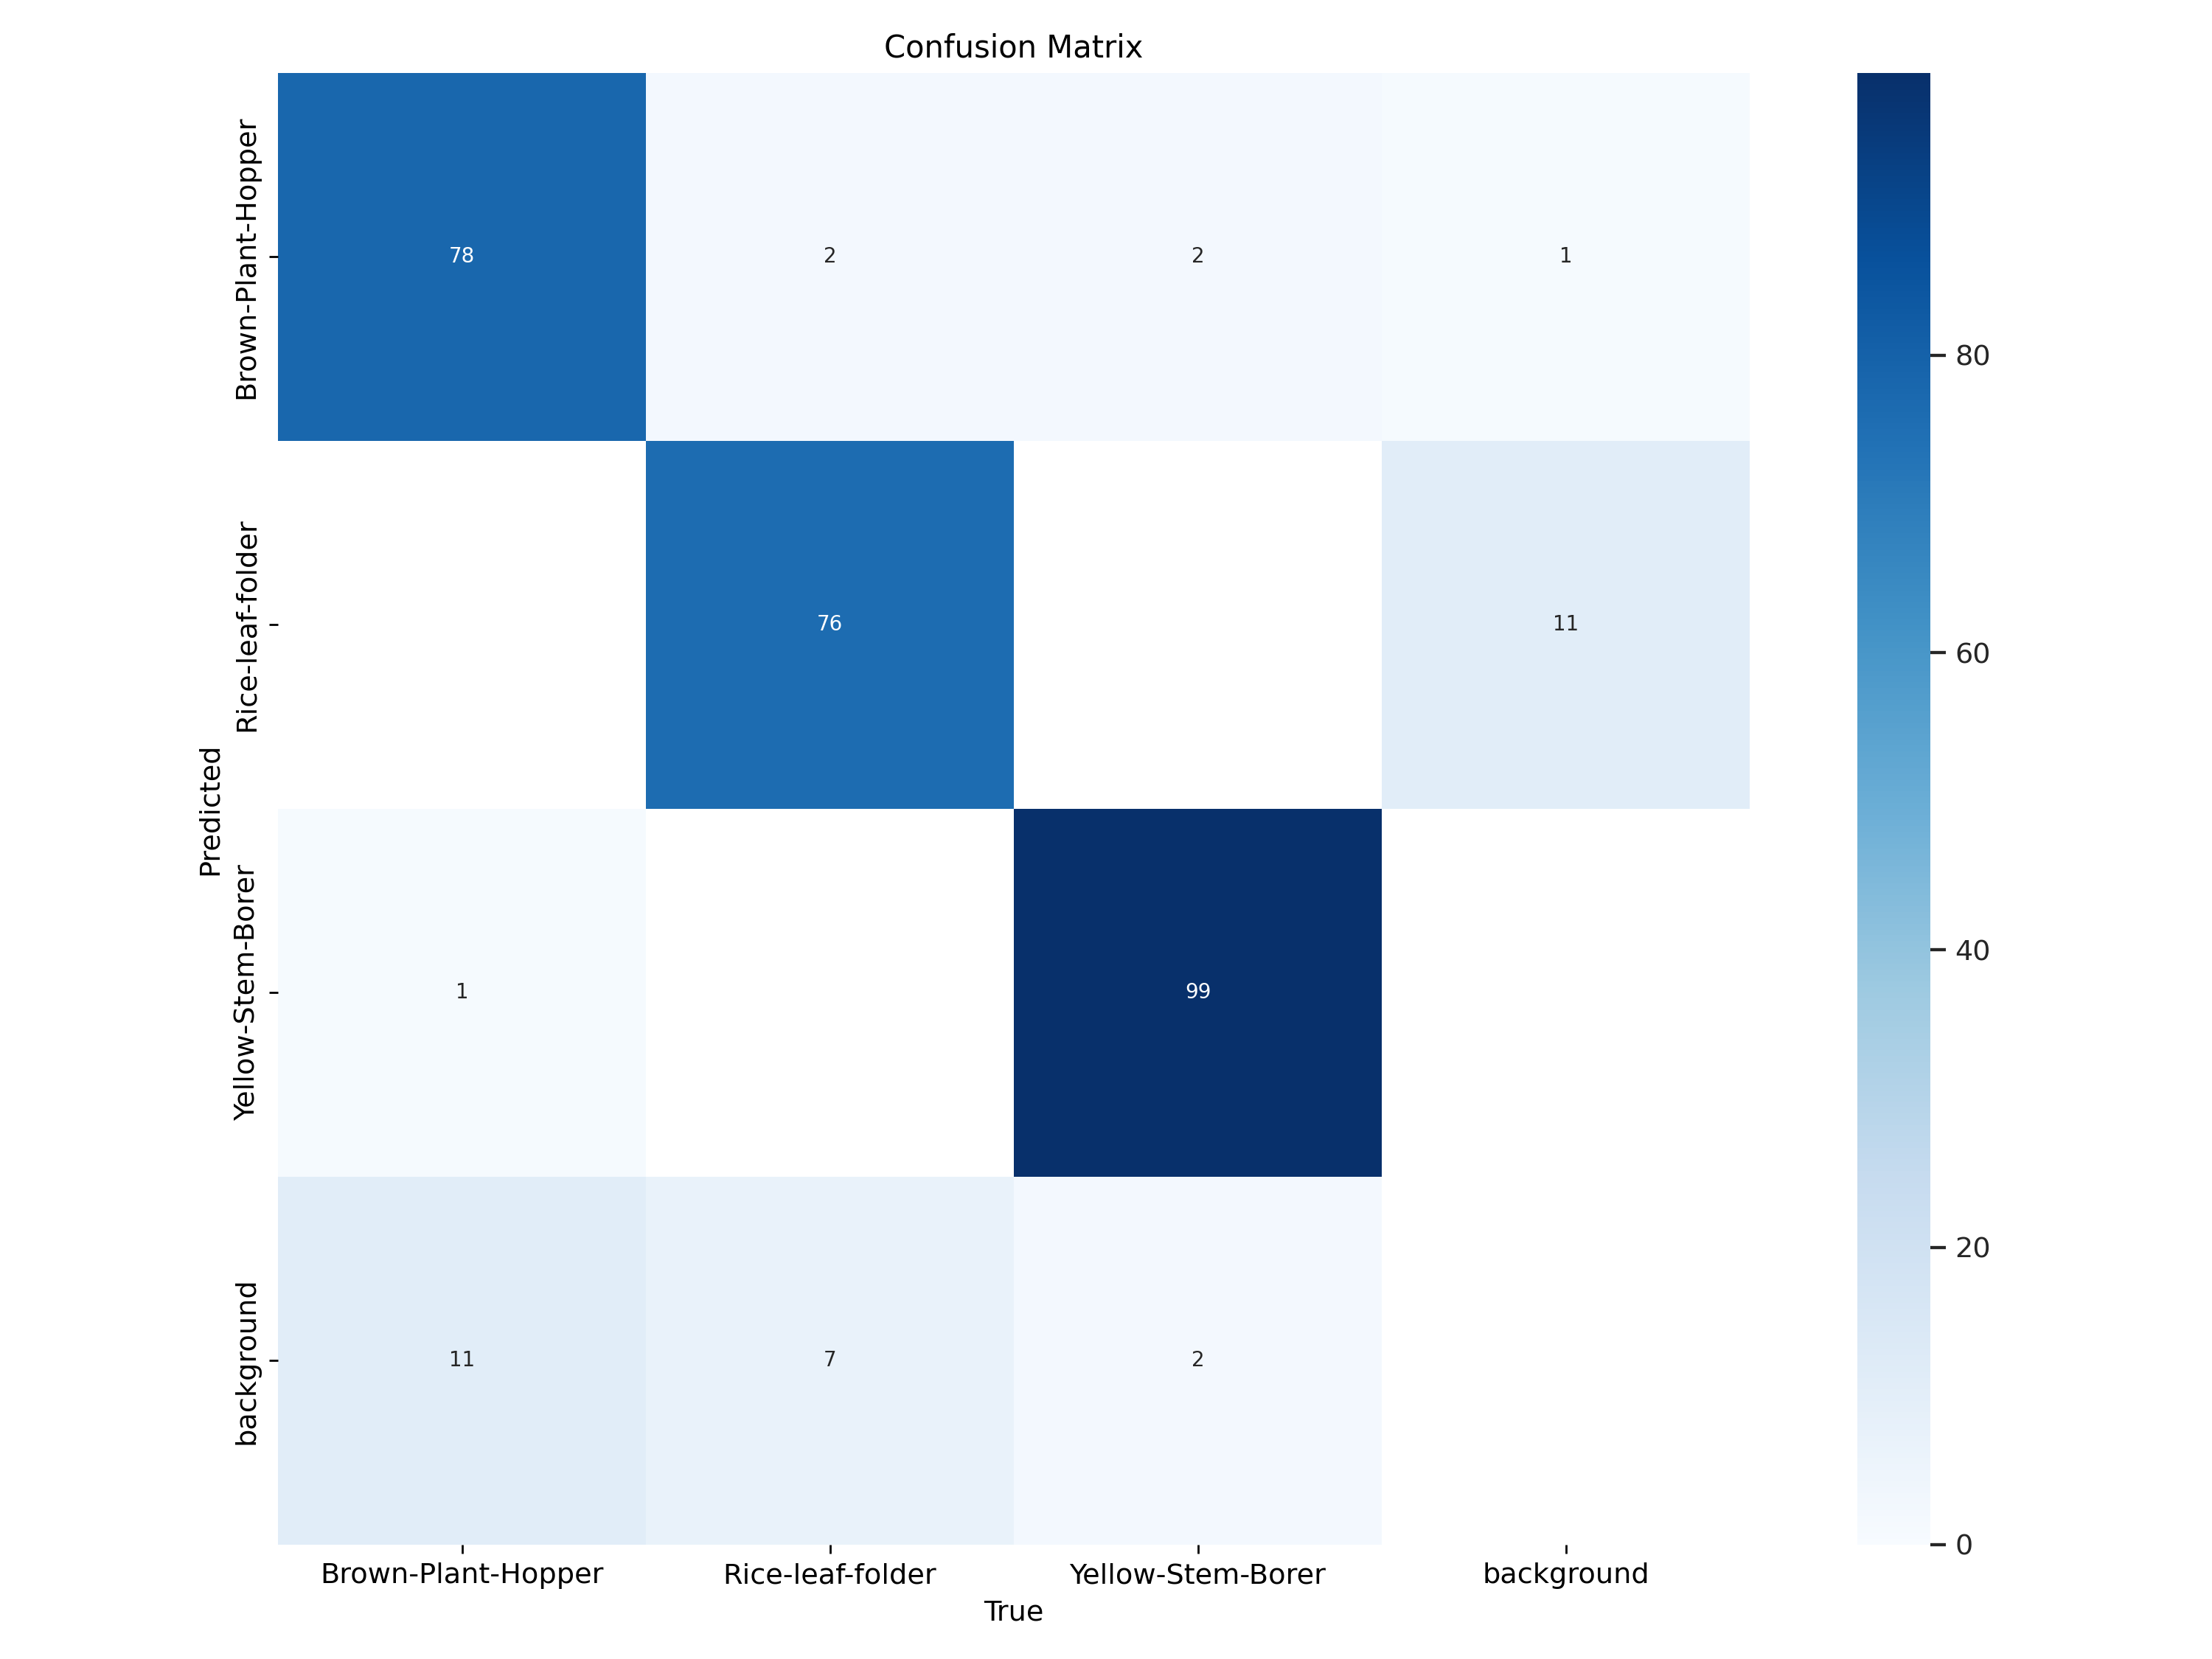 Confusion Matrix
Brown-Plant-Hopper
78
2
2
1
80
Rice-leaf-folder
76
11
60
Predicted
Yellow-Stem-Borer
1
99
40
background
11
7
2
20
0
Brown-Plant-Hopper
Rice-leaf-folder
Yellow-Stem-Borer
background
True